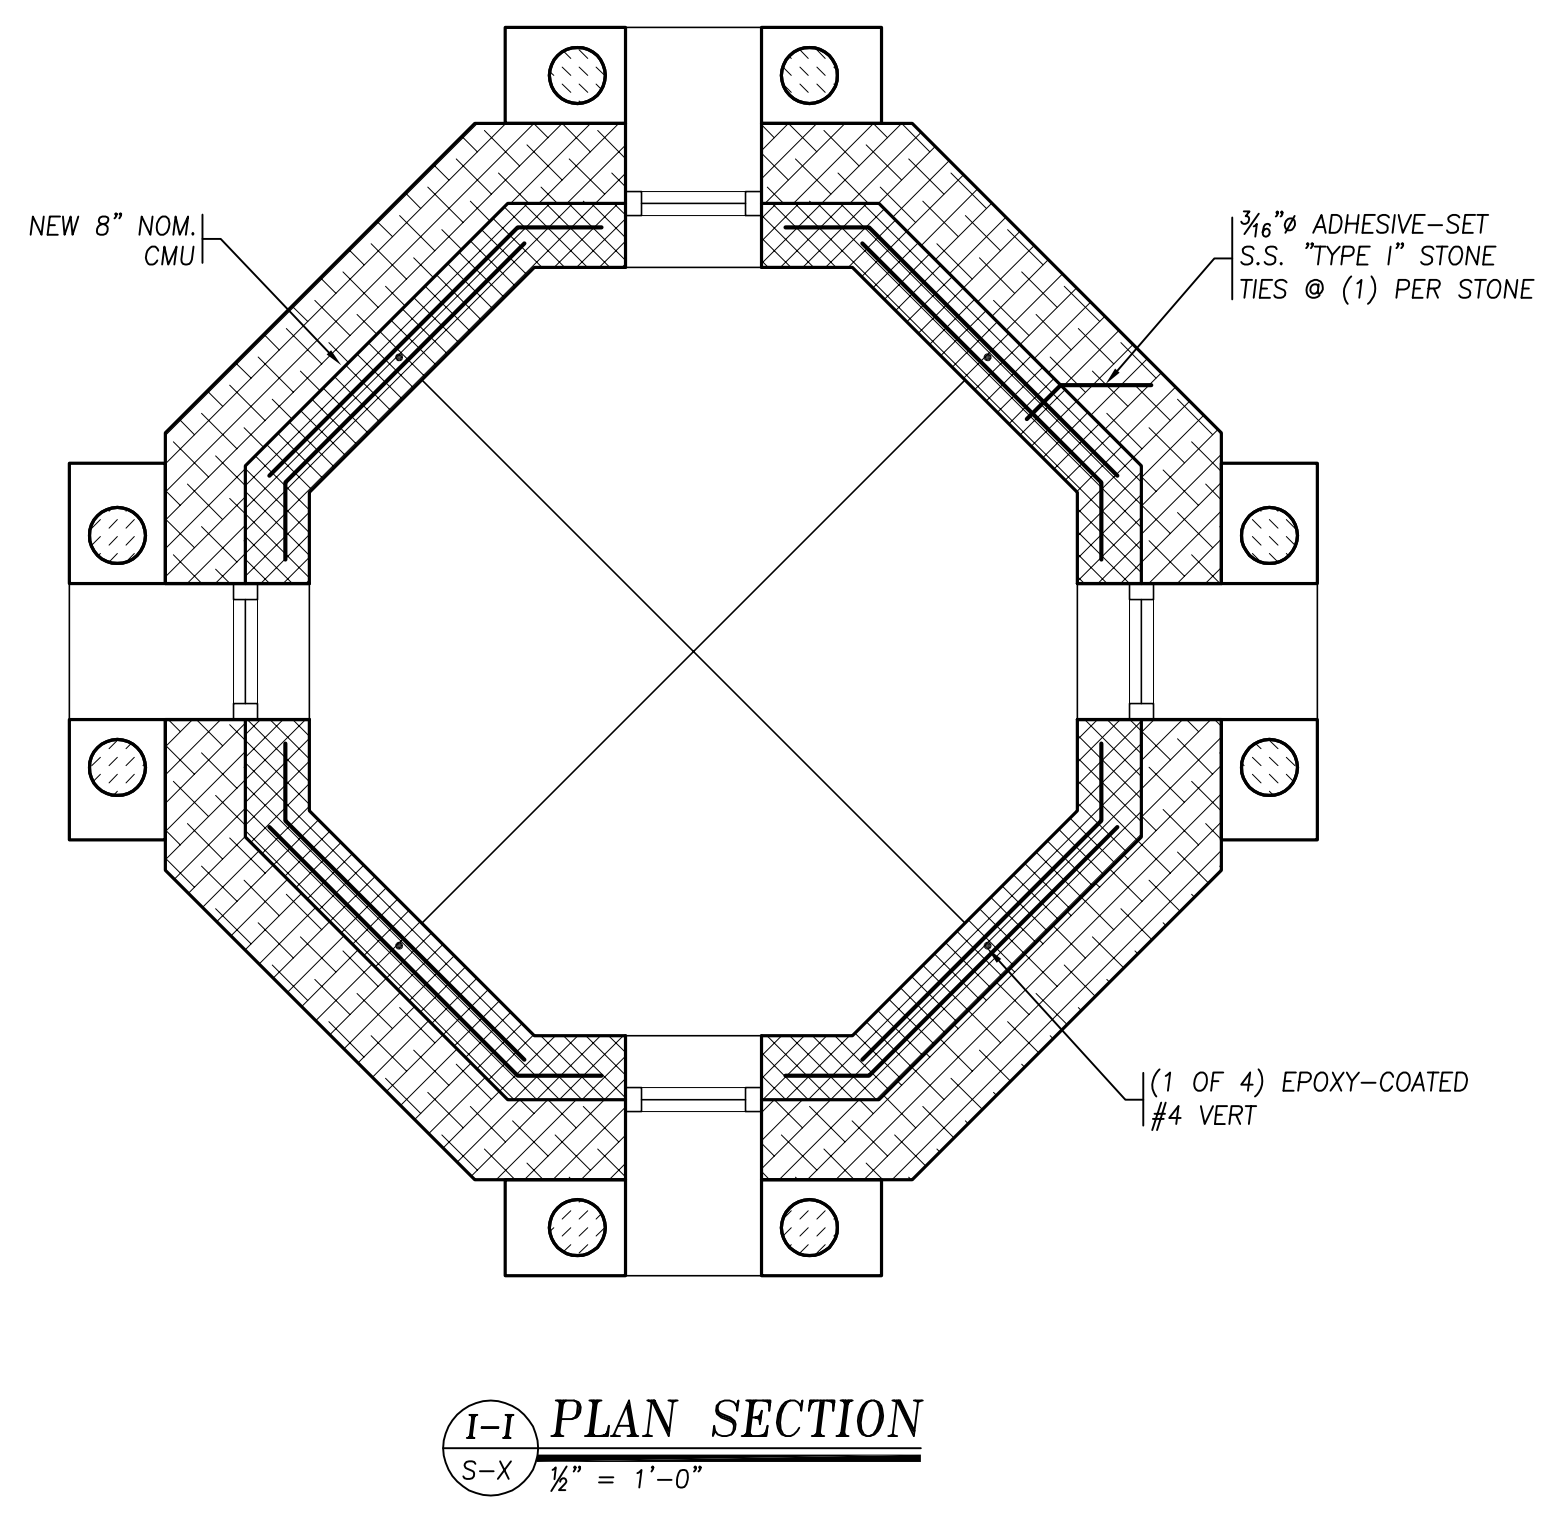 NEW 8" NOM.
CMU
3/16"ø ADHESIVE-SET
S.S. "TYPE I" STONE
TIES @ (1) PER STONE
(1 OF 4) EPOXY-COATED
#4 VERT
I-I
S-X
PLAN SECTION
½" = 1'-0"